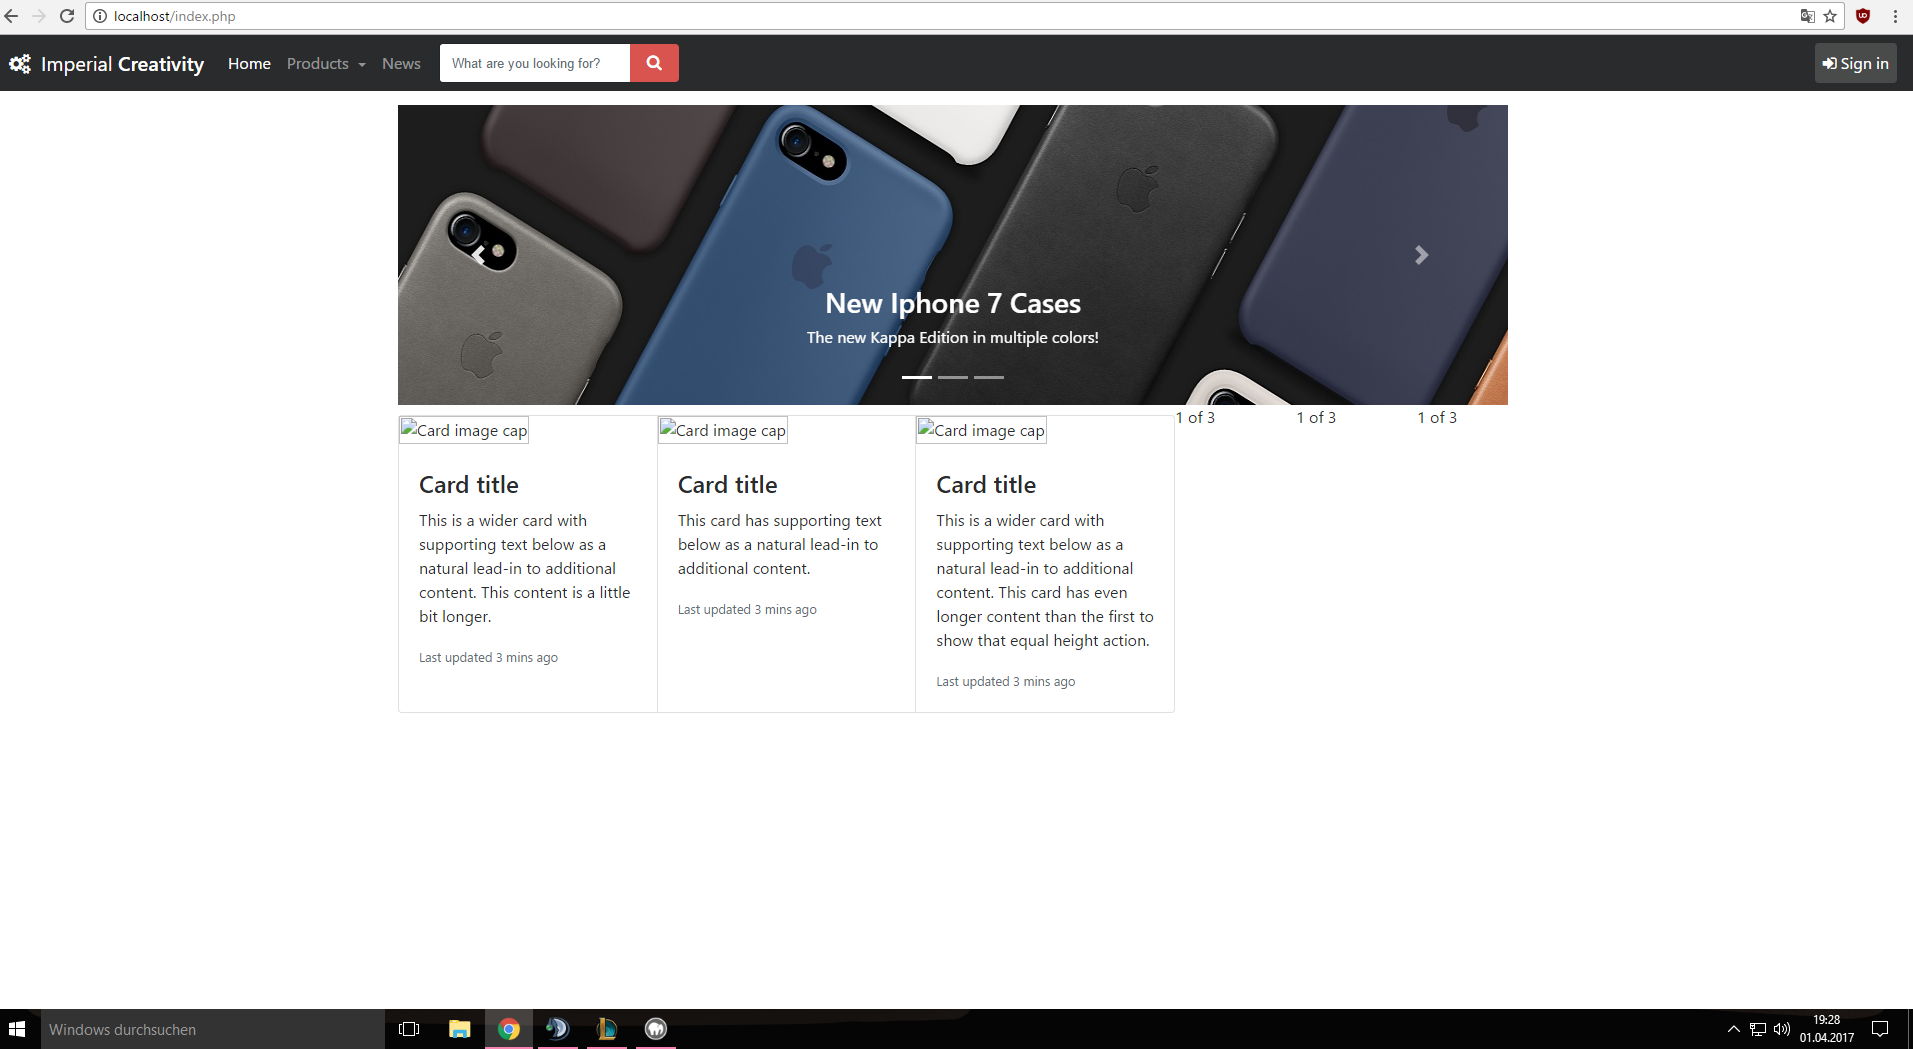 localhost/index.php
Imperial Creativity Home Products News What are you looking for? Sign in
New Iphone 7 Cases
The new Kappa Edition in multiple colors!
1 of 3 1 of 3 1 of 3
Card image cap
Card title
This is a wider card with
supporting text below as a
natural lead-in to additional
content. This content is a little
bit longer.
Last updated 3 mins ago
Card image cap
Card title
This card has supporting text
below as a natural lead-in to
additional content.
Last updated 3 mins ago
Card image cap
Card title
This is a wider card with
supporting text below as a
natural lead-in to additional
content. This card has even
longer content than the first to
show that equal height action.
Last updated 3 mins ago
Windows durchsuchen
19:28
01.04.2017